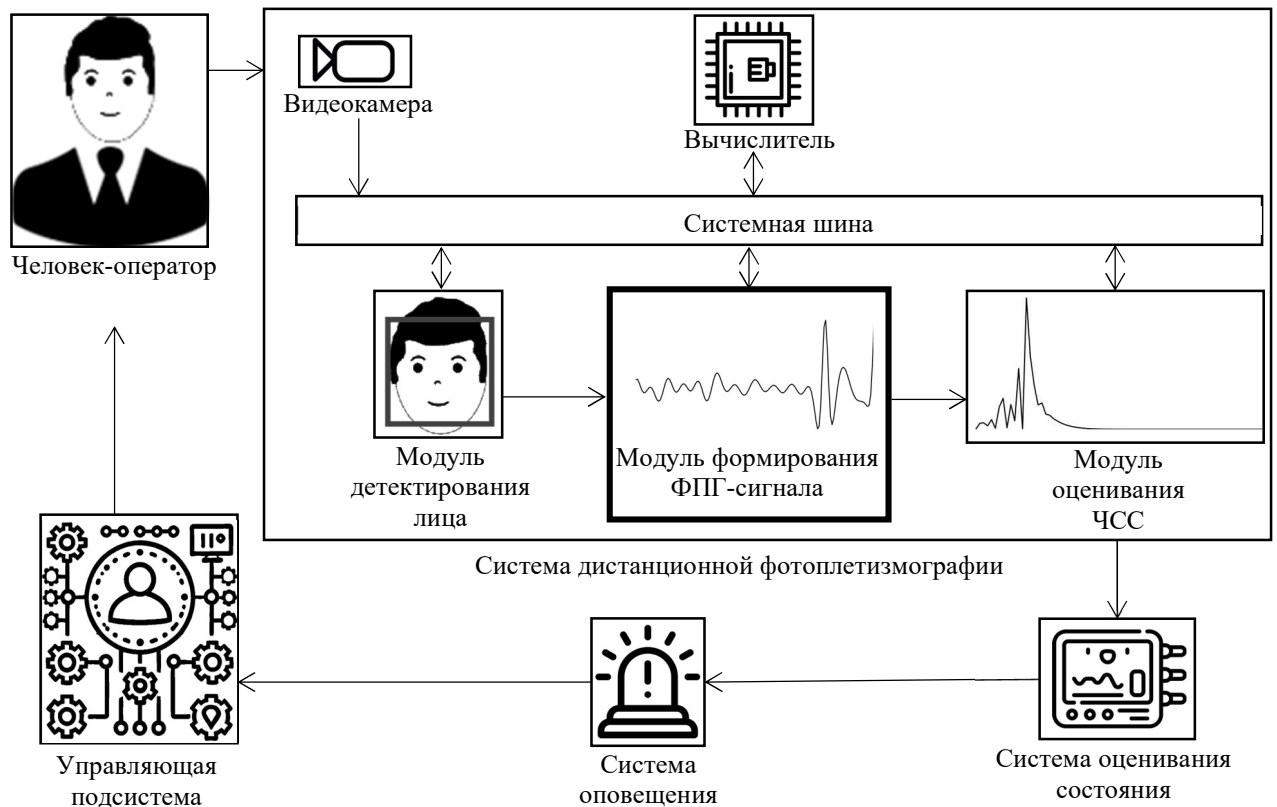 Видеокамера
Вычислитель
Системная шина
Человек-оператор
Модуль
детектирования
лица
Модуль формирования
ФПГ-сигнала
Модуль
оценивания
ЧСС
Система дистанционной фотоплетизмографии
Управляющая
подсистема
Система
оповещения
Система оценивания
состояния